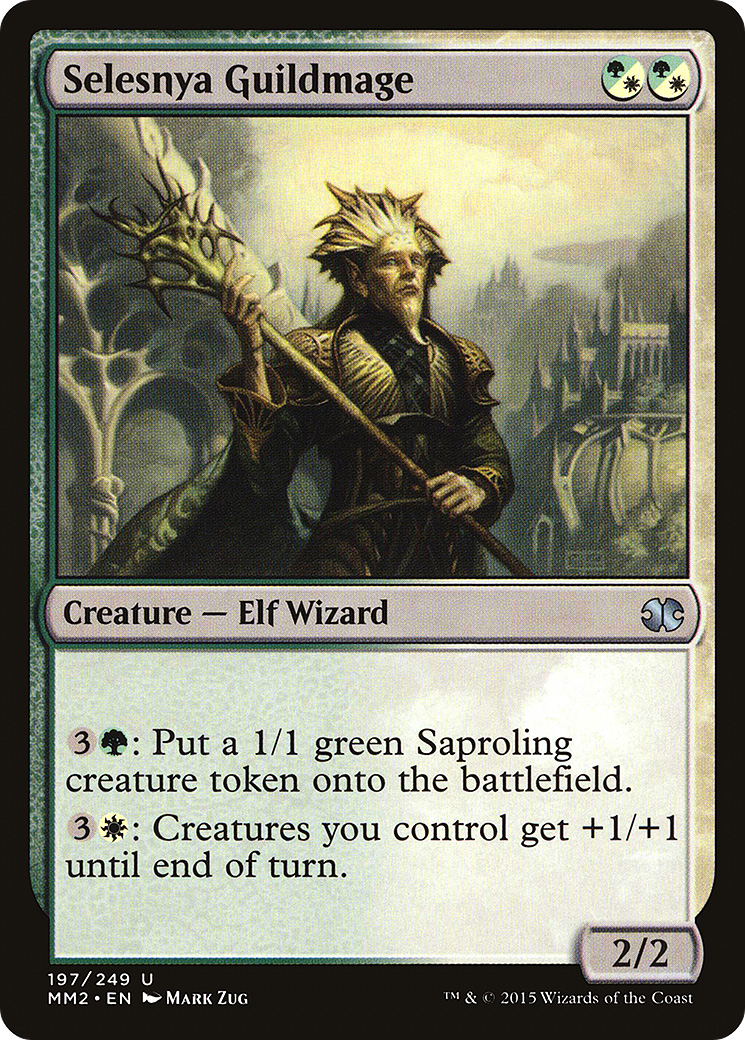 Selesnya Guildmage
Creature — Elf Wizard
3: Put a 1/1 green Saproling
creature token onto the battlefield.
3: Creatures you control get +1/+1
until end of turn.
2/2
197/249 U
MM2 • EN Mark Zug
™ & © 2015 Wizards of the Coast